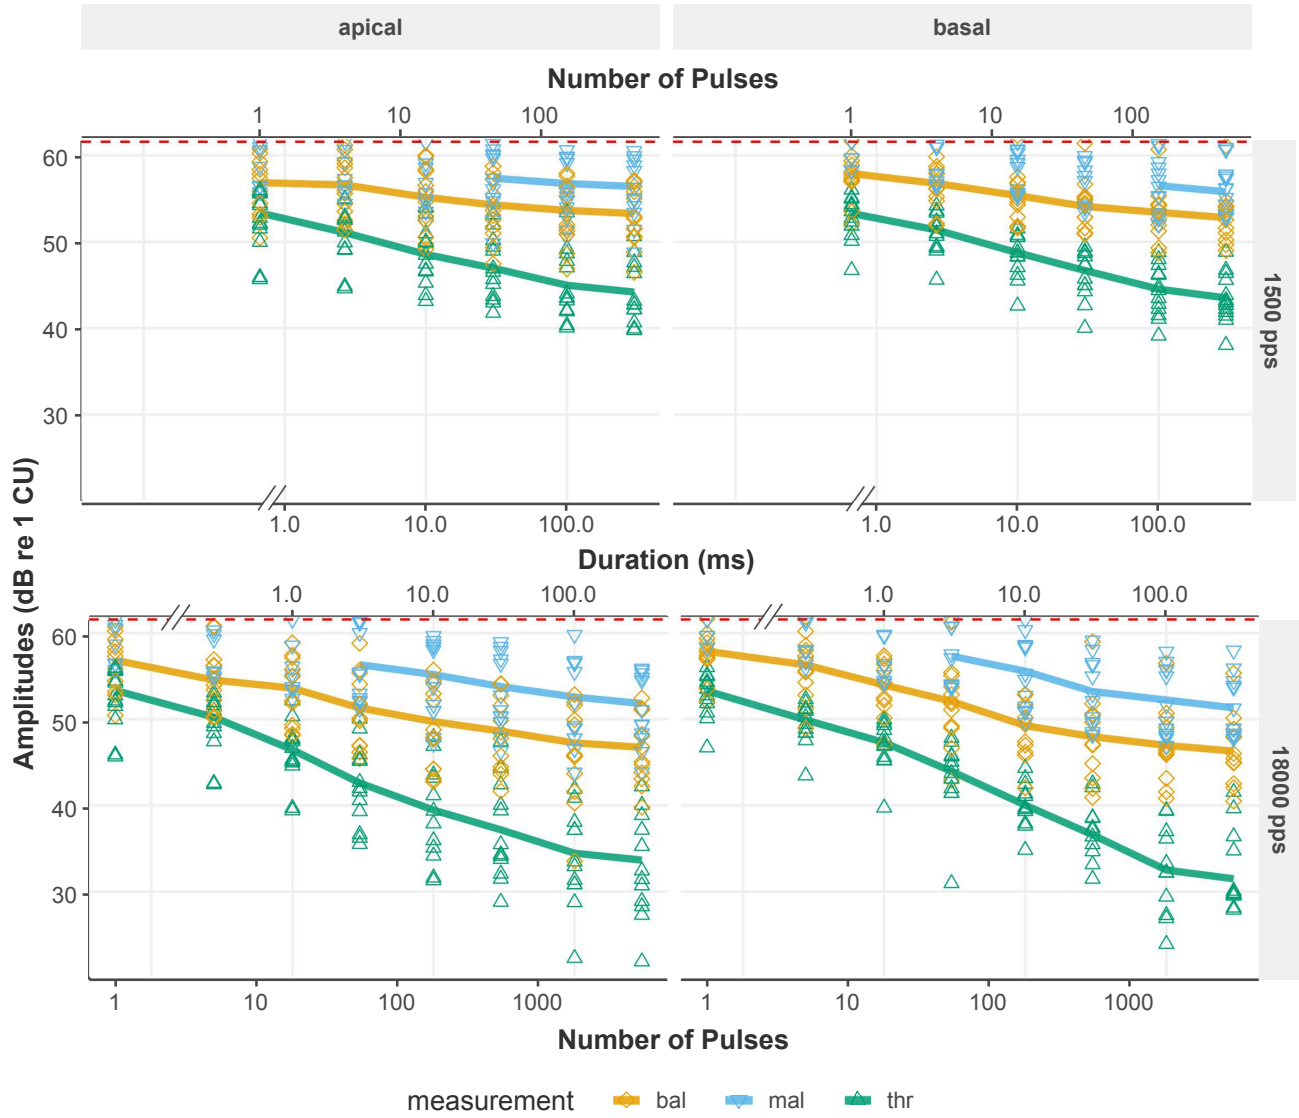 apical basal
Number of Pulses
1 10 100 1 10 100
60
50
40
30
1500 pps
1.0 10.0 100.0 1.0 10.0 100.0
Duration (ms)
1.0 10.0 100.0 1.0 10.0 100.0
60
50
40
30
18000 pps
Amplitudes (dB re 1 CU)
1 10 100 1000 1 10 100 1000
Number of Pulses
measurement bal mal thr